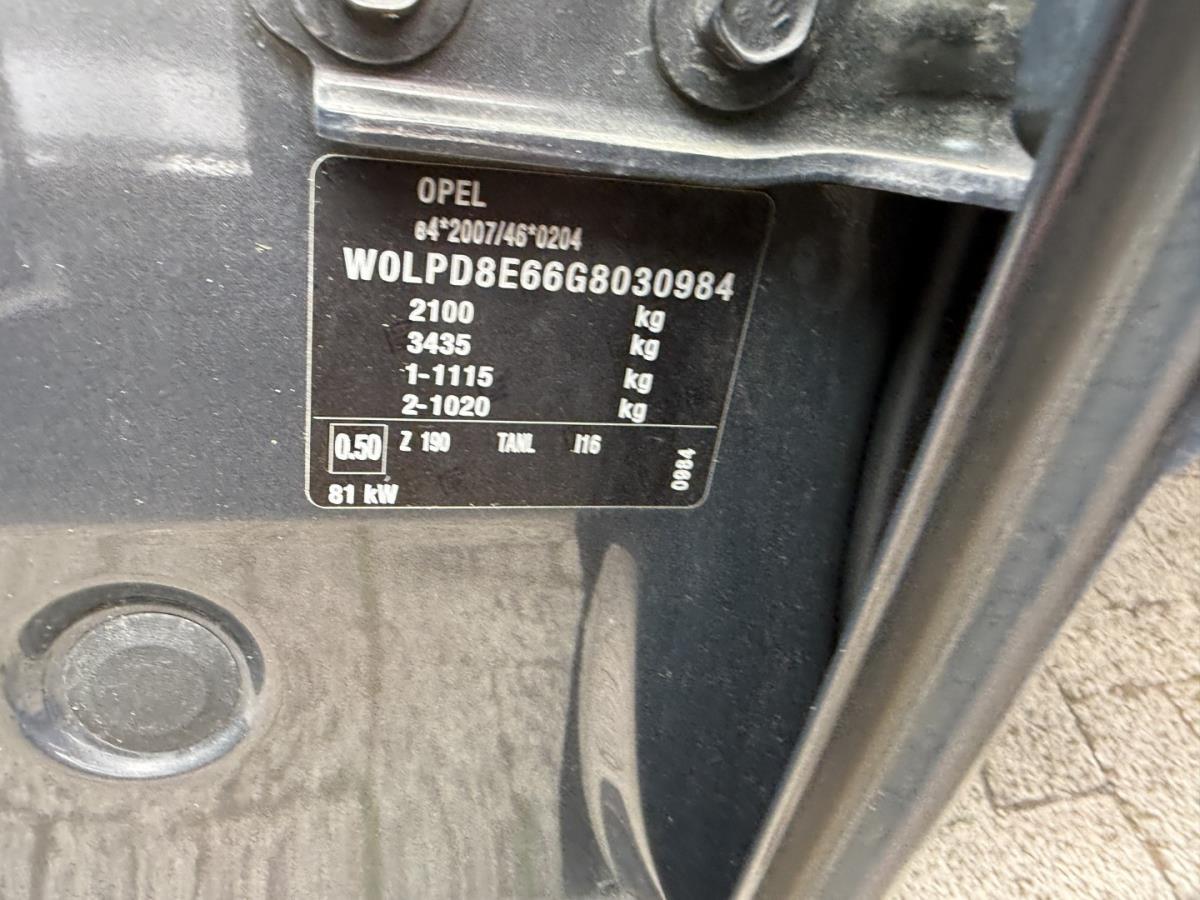 OPEL
e4*2007/46*0204
W0LPD8E66G8030984
2100 kg
3435 kg
1-1115 kg
2-1020 kg
0.50 Z 190 TANL J16
81 kW
0984